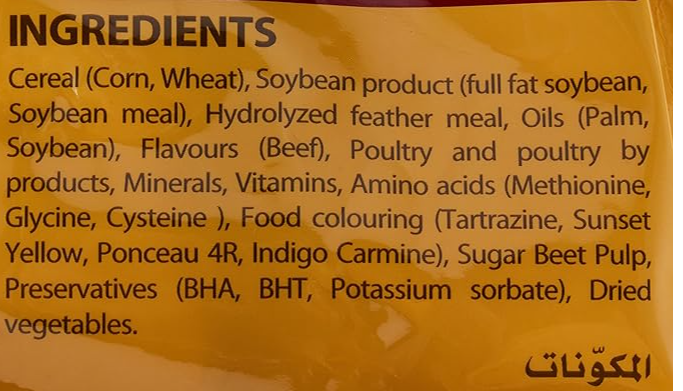 INGREDIENTS
Cereal (Corn, Wheat), Soybean product (full fat soybean,
Soybean meal), Hydrolyzed feather meal, Oils (Palm,
Soybean), Flavours (Beef), Poultry and poultry by
products, Minerals, Vitamins, Amino acids (Methionine,
Glycine, Cysteine ), Food colouring (Tartrazine, Sunset
Yellow, Ponceau 4R, Indigo Carmine), Sugar Beet Pulp,
Preservatives (BHA, BHT, Potassium sorbate), Dried
vegetables.
المكوّنات